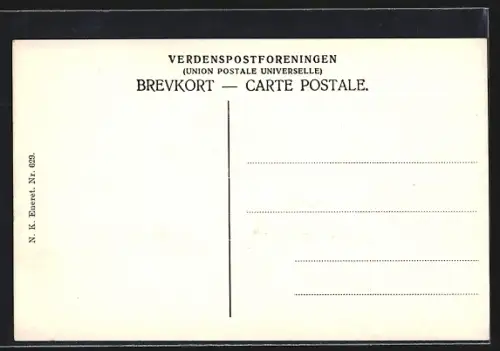 VERDENSPOSTFORENINGEN
(UNION POSTALE UNIVERSELLE)
BREVKORT — CARTE POSTALE.
N. K. Eneret. Nr. 629.